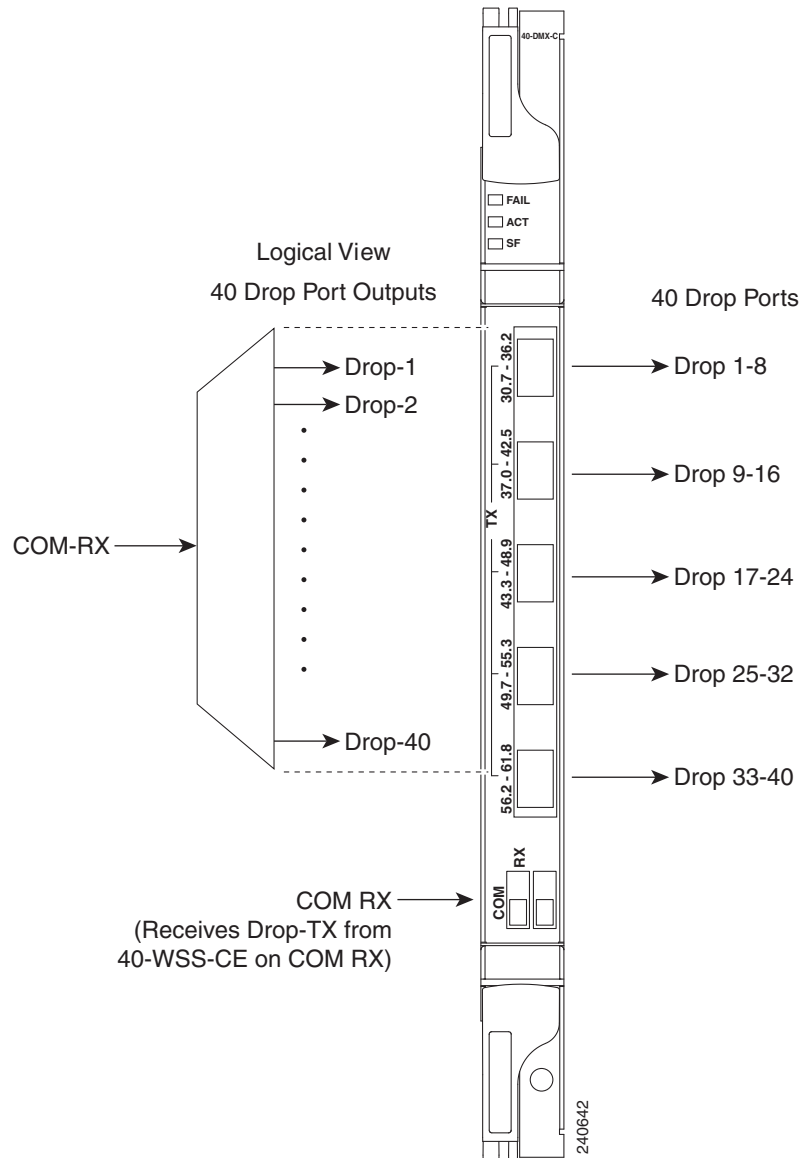 40-DMX-C
FAIL
ACT
SF
Logical View
40 Drop Port Outputs
40 Drop Ports
Drop-1
Drop-2
Drop-40
COM-RX
30.7 - 36.2
37.0 - 42.5
43.3 - 48.9
49.7 - 55.3
56.2 - 61.8
TX
Drop 1-8
Drop 9-16
Drop 17-24
Drop 25-32
Drop 33-40
COM RX
(Receives Drop-TX from
40-WSS-CE on COM RX)
COM
RX
240642